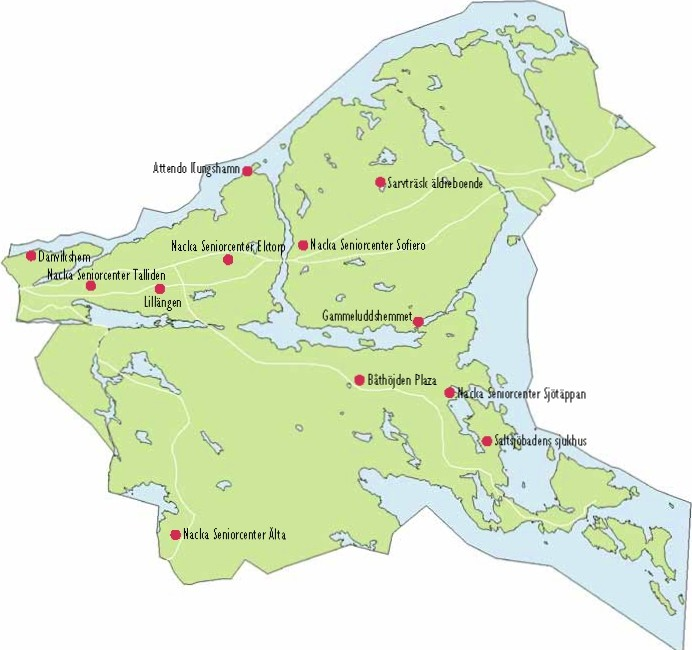 Attendo Kungshamn
Sarvträsk äldreboende
Nacka Seniorcenter Ektorp
Nacka Seniorcenter Sofiero
Danvikshem
Nacka Seniorcenter Talliden
Lillängen
Gammeluddshemmet
Båthöjden Plaza
Nacka Seniorcenter Sjötäppan
Saltsjöbadens sjukhus
Nacka Seniorcenter Älta